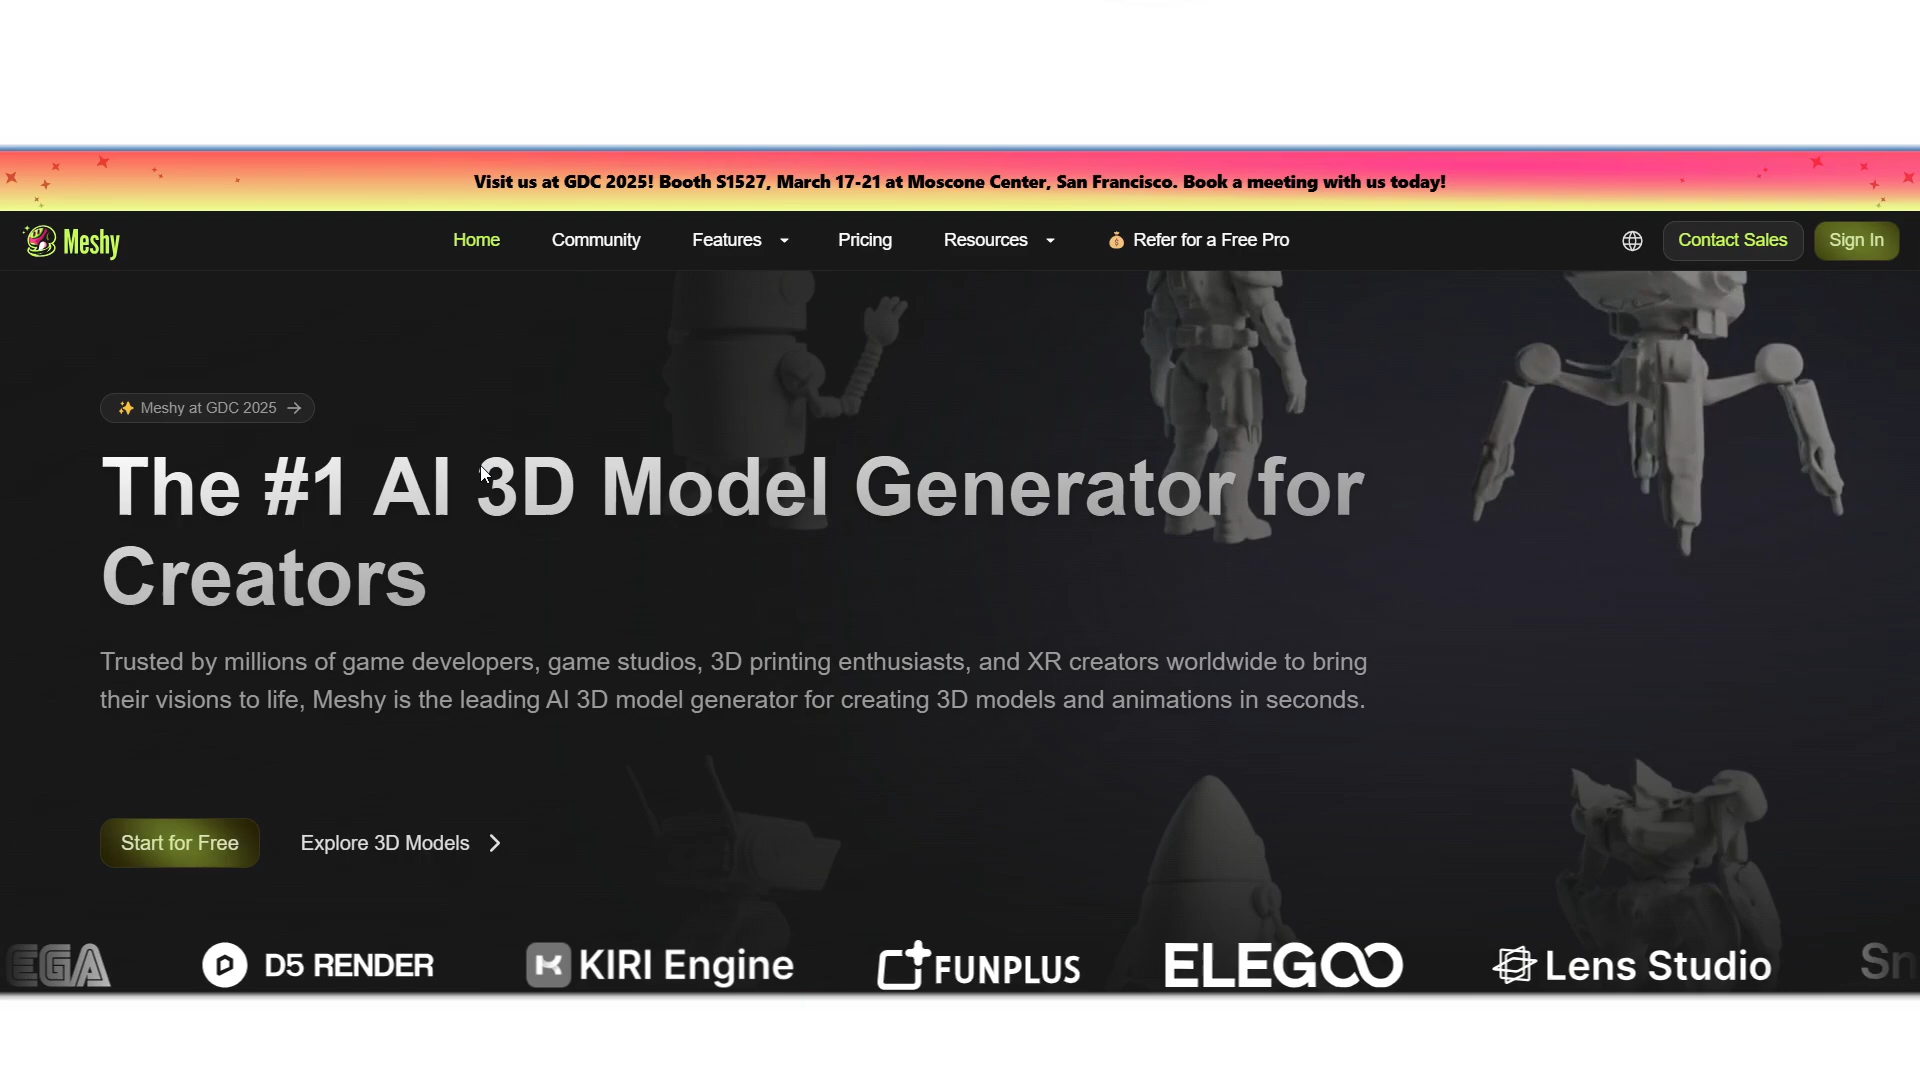 Visit us at GDC 2025! Booth S1527, March 17-21 at Moscone Center, San Francisco. Book a meeting with us today!
Meshy
Home
Community
Features
Pricing
Resources
Refer for a Free Pro
Contact Sales
Sign In
Meshy at GDC 2025
The #1 AI 3D Model Generator for
Creators
Trusted by millions of game developers, game studios, 3D printing enthusiasts, and XR creators worldwide to bring
their visions to life, Meshy is the leading AI 3D model generator for creating 3D models and animations in seconds.
Start for Free
Explore 3D Models
EGA
D5 RENDER
KIRI Engine
FUNPLUS
ELEGOO
Lens Studio
Sn